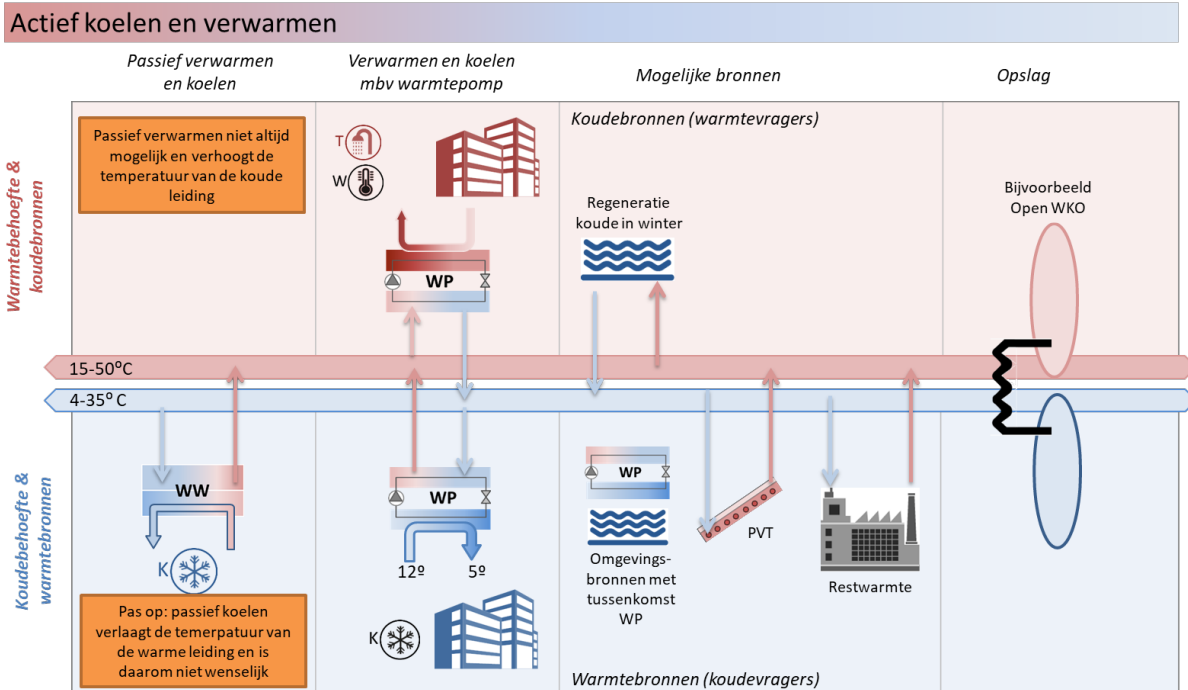 Actief koelen en verwarmen
Passief verwarmen
en koelen
Verwarmen en koelen
mbv warmtepomp
Mogelijke bronnen
Opslag
Warmtebehoefte &
koudebronnen
Passief verwarmen niet altijd
mogelijk en verhoogt de
temperatuur van de koude
leiding
T
W
WP
Koudebronnen (warmtevragers)
Regeneratie
koude in winter
Bijvoorbeeld
Open WKO
15-50°C
4-35° C
Koudebehoefte &
warmtebronnen
WW
K
Pas op: passief koelen
verlaagt de temerpatuur van
de warme leiding en is
daarom niet wenselijk
WP
12º
5º
K
WP
Omgevings-
bronnen met
tussenkomst
WP
PVT
Restwarmte
Warmtebronnen (koudevragers)